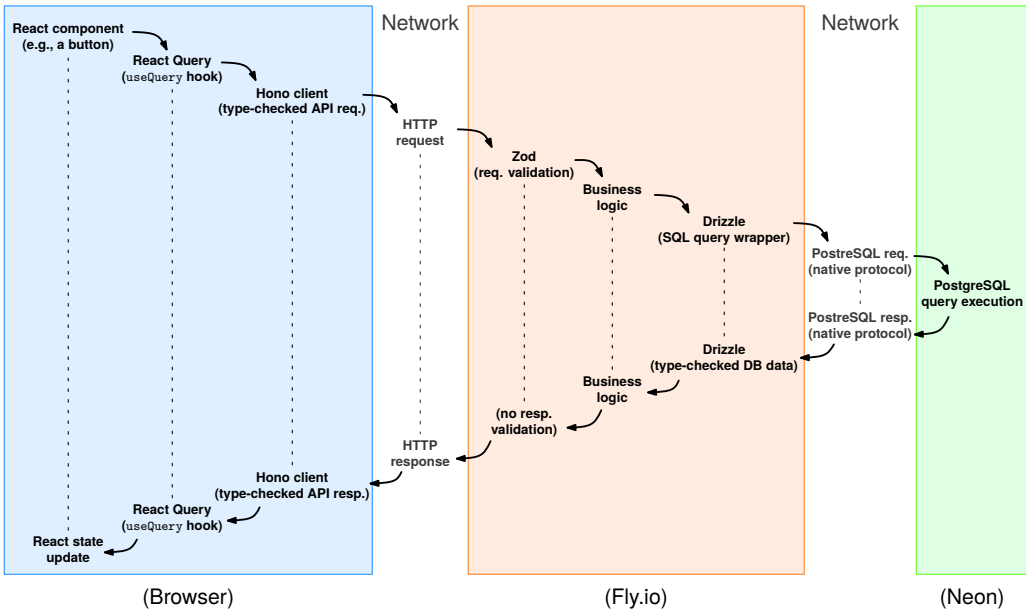 React component
(e.g., a button)
Network
Network
React Query
(useQuery hook)
Hono client
(type-checked API req.)
HTTP
request
Zod
(req. validation)
Business
logic
Drizzle
(SQL query wrapper)
PostreSQL req.
(native protocol)
PostgreSQL
query execution
PostreSQL resp.
(native protocol)
Drizzle
(type-checked DB data)
Business
logic
(no resp.
validation)
HTTP
response
Hono client
(type-checked API resp.)
React Query
(useQuery hook)
React state
update
(Browser)
(Fly.io)
(Neon)